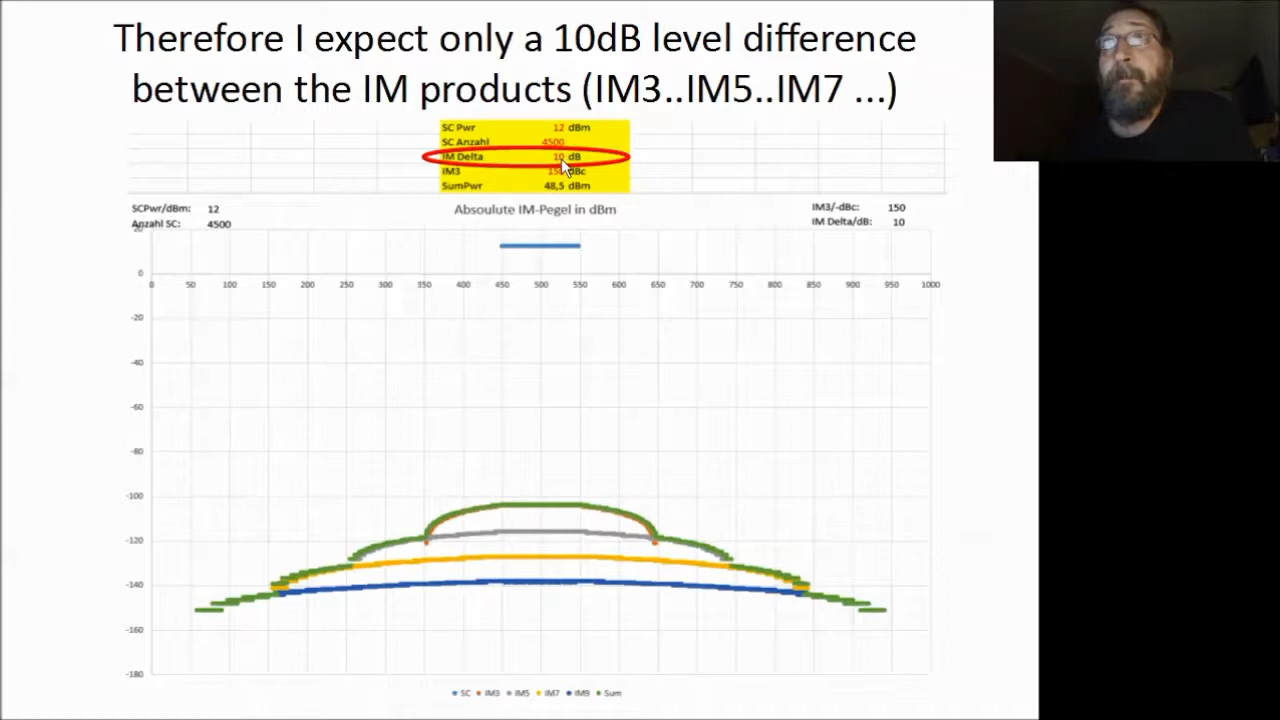 Therefore I expect only a 10dB level difference
between the IM products (IM3..IM5..IM7 ...)
SC Pwr 12 dBm
SC Anzahl 4500
IM Delta 10 dB
IM3 150 dBc
SumPwr 48,5 dBm
SCPwr/dBm: 12
Anzahl SC: 4500
Absoulute IM-Pegel in dBm
IM3/-dBc: 150
IM Delta/dB: 10
20
0
0 50 100 150 200 250 300 350 400 450 500 550 600 650 700 750 800 850 900 950 1000
-20
-40
-60
-80
-100
-120
-140
-160
-180
SC IM3 IM5 IM7 IM9 Sum